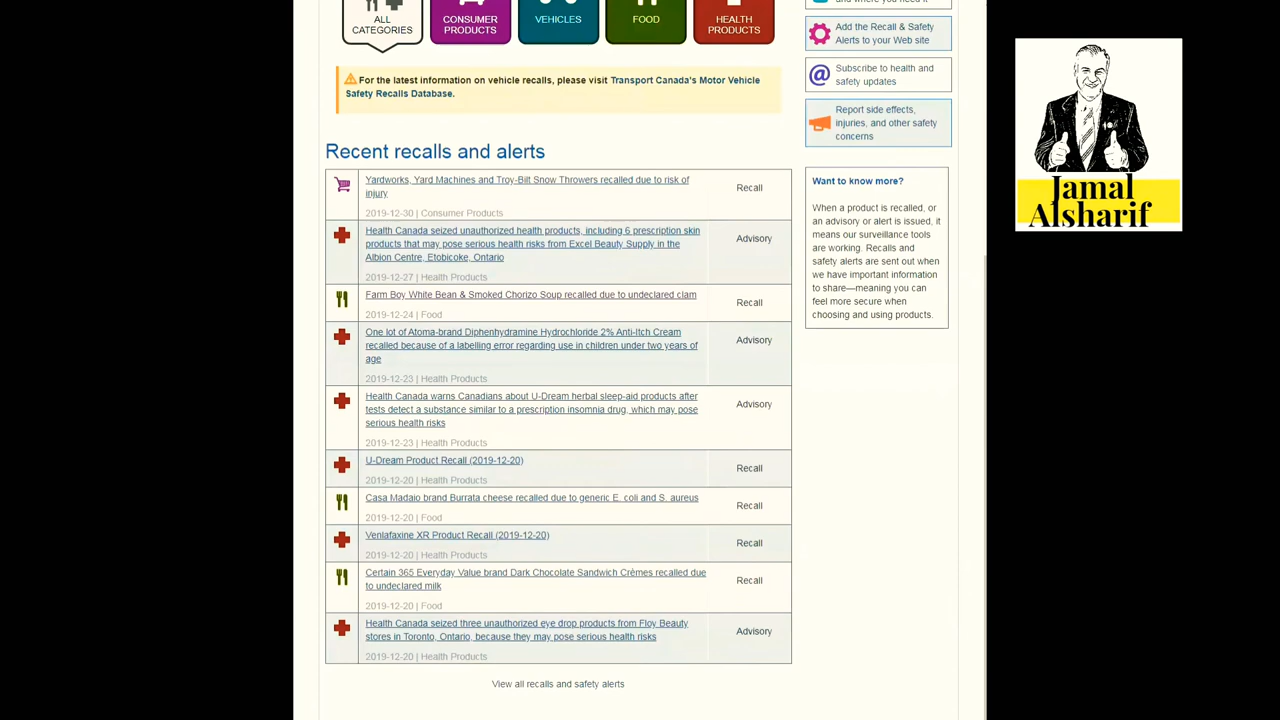 ALL
CATEGORIES
CONSUMER
PRODUCTS
VEHICLES
FOOD
HEALTH
PRODUCTS
⚠For the latest information on vehicle recalls, please visit Transport Canada's Motor Vehicle
Safety Recalls Database.
Recent recalls and alerts
Yardworks, Yard Machines and Troy-Bilt Snow Throwers recalled due to risk of
injury
Recall
2019-12-30 | Consumer Products
Health Canada seized unauthorized health products, including 6 prescription skin
products that may pose serious health risks from Excel Beauty Supply in the
Albion Centre, Etobicoke, Ontario
Advisory
2019-12-27 | Health Products
Farm Boy White Bean & Smoked Chorizo Soup recalled due to undeclared clam
Recall
2019-12-24 | Food
One lot of Atoma-brand Diphenhydramine Hydrochloride 2% Anti-Itch Cream
recalled because of a labelling error regarding use in children under two years of
age
Advisory
2019-12-23 | Health Products
Health Canada warns Canadians about U-Dream herbal sleep-aid products after
tests detect a substance similar to a prescription insomnia drug, which may pose
serious health risks
Advisory
2019-12-23 | Health Products
U-Dream Product Recall (2019-12-20)
Recall
2019-12-20 | Health Products
Casa Madaio brand Burrata cheese recalled due to generic E. coli and S. aureus
Recall
2019-12-20 | Food
Venlafaxine XR Product Recall (2019-12-20)
Recall
2019-12-20 | Health Products
Certain 365 Everyday Value brand Dark Chocolate Sandwich Crèmes recalled due
to undeclared milk
Recall
2019-12-20 | Food
Health Canada seized three unauthorized eye drop products from Floy Beauty
stores in Toronto, Ontario, because they may pose serious health risks
Advisory
2019-12-20 | Health Products
View all recalls and safety alerts
and where you need it
Add the Recall & Safety
Alerts to your Web site
@ Subscribe to health and
safety updates
Report side effects,
injuries, and other safety
concerns
Want to know more?
When a product is recalled, or
an advisory or alert is issued, it
means our surveillance tools
are working. Recalls and
safety alerts are sent out when
we have important information
to share—meaning you can
feel more secure when
choosing and using products.
Jamal
Alsharif